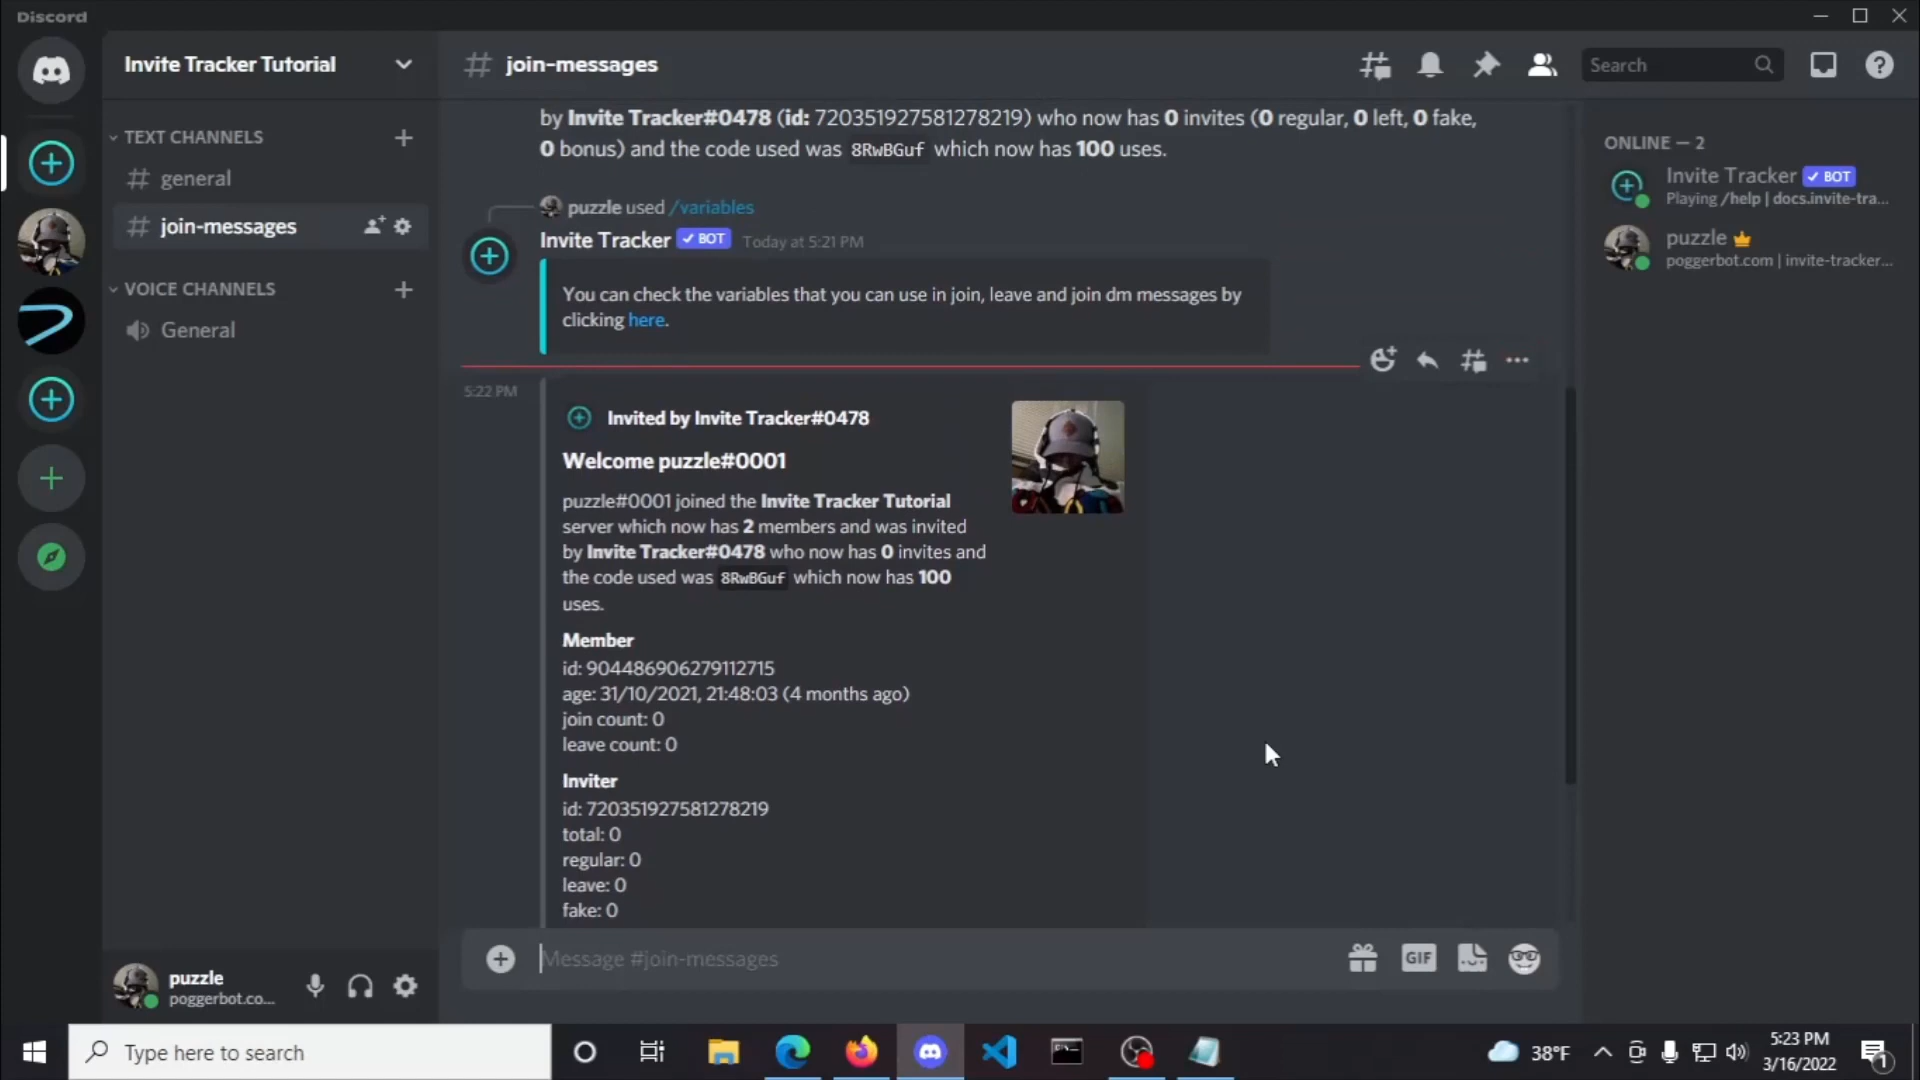 Discord
Invite Tracker Tutorial
join-messages
Search
TEXT CHANNELS
general
join-messages
VOICE CHANNELS
General
by Invite Tracker#0478 (id: 720351927581278219) who now has 0 invites (0 regular, 0 left, 0 fake,
0 bonus) and the code used was 8RwBGuf which now has 100 uses.
puzzle used /variables
Invite Tracker BOT Today at 5:21 PM
You can check the variables that you can use in join, leave and join dm messages by
clicking here.
5:22 PM
Invited by Invite Tracker#0478
Welcome puzzle#0001
puzzle#0001 joined the Invite Tracker Tutorial
server which now has 2 members and was invited
by Invite Tracker#0478 who now has 0 invites and
the code used was 8RwBGuf which now has 100
uses.
Member
id: 904486906279112715
age: 31/10/2021, 21:48:03 (4 months ago)
join count: 0
leave count: 0
Inviter
id: 720351927581278219
total: 0
regular: 0
leave: 0
fake: 0
Message #join-messages
GIF
ONLINE — 2
Invite Tracker BOT
Playing /help | docs.invite-tra...
puzzle
poggerbot.com | invite-tracker...
puzzle
poggerbot.co...
Type here to search
38°F
5:23 PM
3/16/2022
1